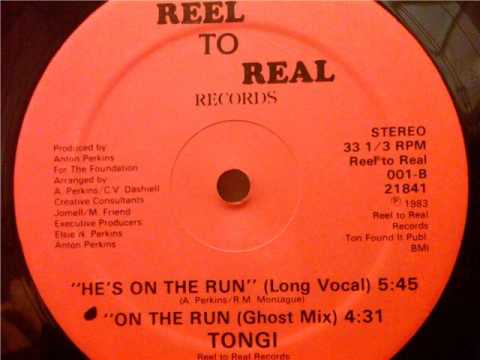 REEL
TO
REAL
RECORDS
Produced by
Anton Perkins
For The Foundation
Arranged by
A. Perkins/C.V. Dashiell
Creative Consultants
Jomell/M. Friend
Executive Producers
Elsie N. Perkins
Anton Perkins
STEREO
33 1/3 RPM
Reel to Real
001-B
21841
℗ 1983
Reel to Real
Records
Ton Found It Publ.
BMI
"HE'S ON THE RUN" (Long Vocal) 5:45
(A. Perkins/R.M. Monlague)
"ON THE RUN (Ghost Mix) 4:31
TONGI
Reel to Real Records